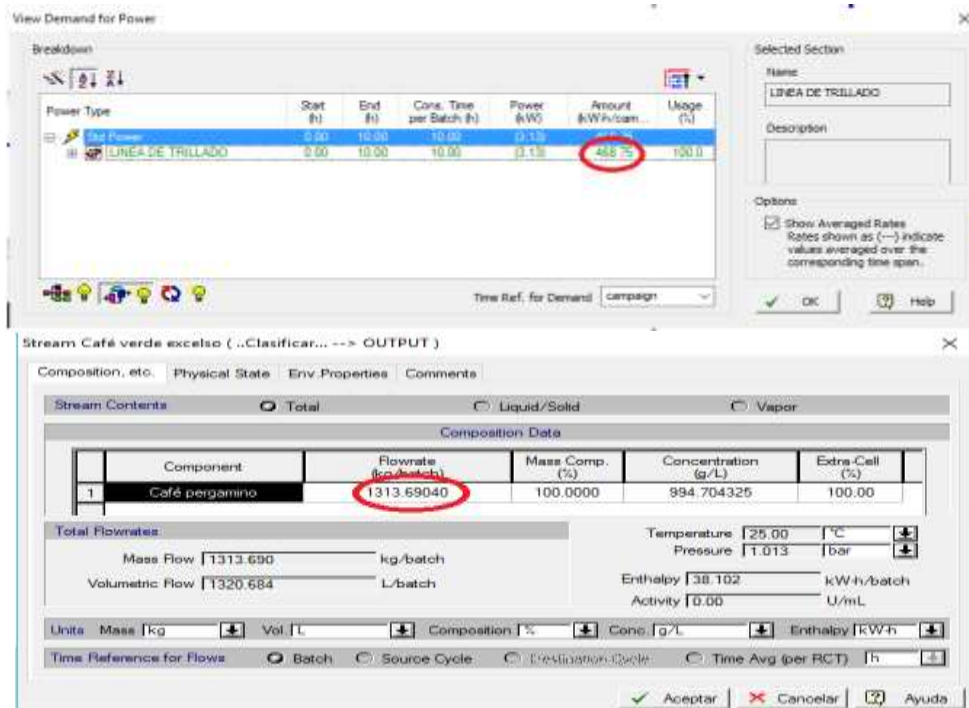 View Demand for Power
Breakdown
Power Type Start (h) End (h) Cons. Time per Batch (h) Power (kW) Amount (kW-h/cam... Usage (%)
Std Power 0.00 10.00 10.00 (3.13)
LINEA DE TRILLADO 0.00 10.00 10.00 (3.13) 468.75 100.0
Time Ref. for Demand campaign
Selected Section
Name
LINEA DE TRILLADO
Description
Options
Show Averaged Rates
Rates shown as (---) indicate
values averaged over the
corresponding time span.
OK Help
Stream Café verde excelso ( ..Clasificar... --> OUTPUT )
Composition, etc. Physical State Env.Properties Comments
Stream Contents Total Liquid/Solid Vapor
Composition Data
Component Flowrate (kg/batch) Mass Comp. (%) Concentration (g/L) Extra-Cell (%)
1 Café pergamino 1313.69040 100.0000 994.704325 100.00
Total Flowrates
Mass Flow 1313.690 kg/batch
Volumetric Flow 1320.684 L/batch
Temperature 25.00 °C
Pressure 1.013 bar
Enthalpy 38.102 kW-h/batch
Activity 0.00 U/mL
Units Mass kg Vol. L Composition % Conc. g/L Enthalpy kW-h
Time Reference for Flows Batch Source Cycle Destination Cycle Time Avg (per RCT) h
Aceptar Cancelar Ayuda